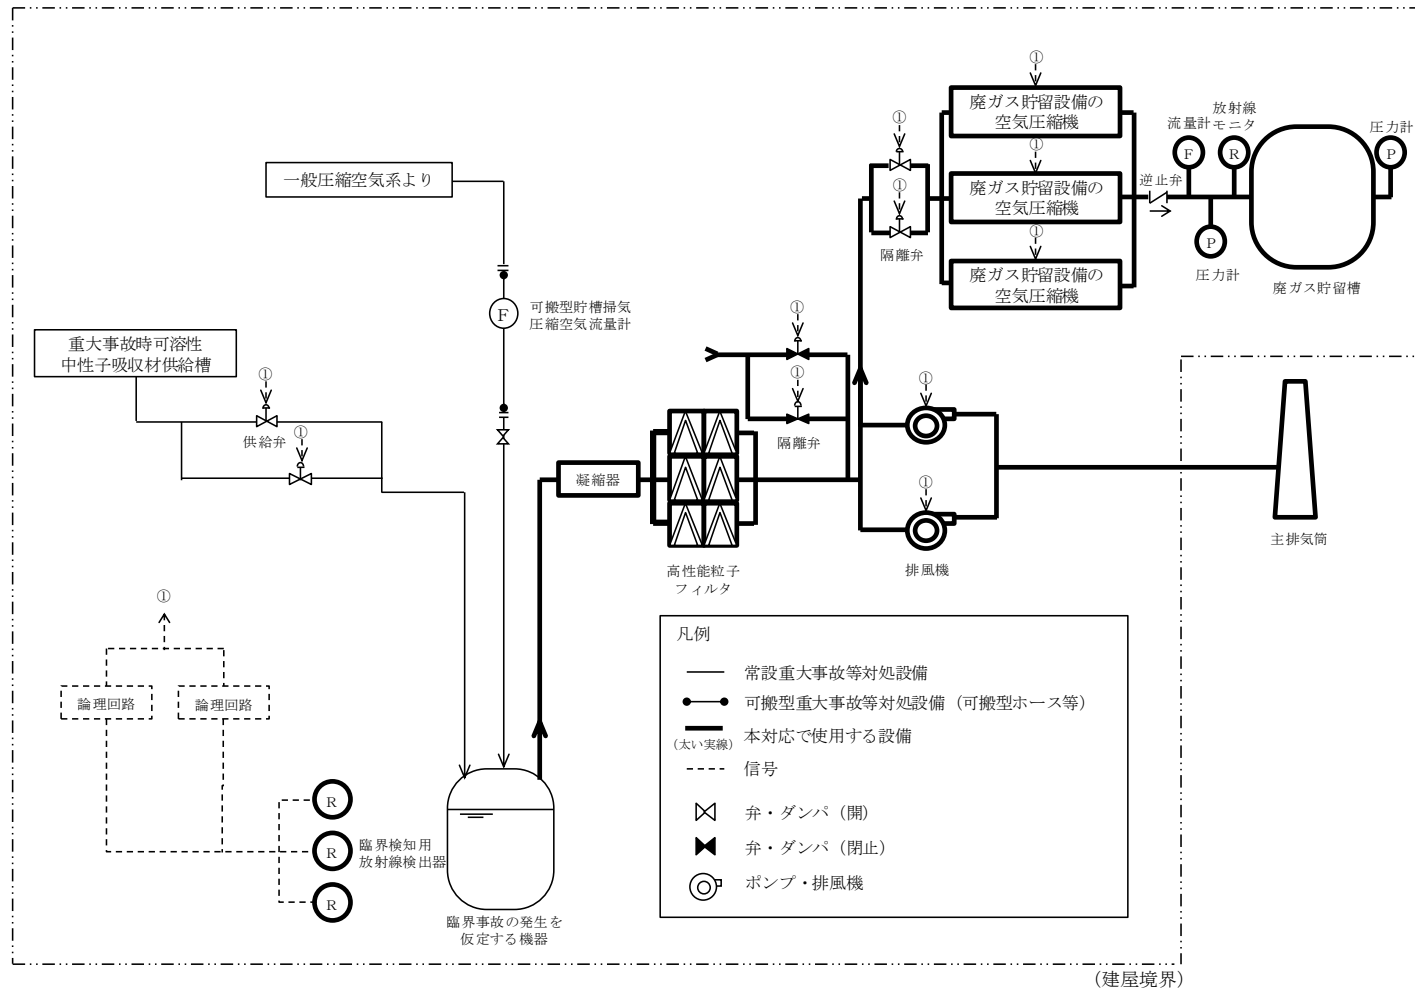 ①
廃ガス貯留設備の
空気圧縮機
①
廃ガス貯留設備の
空気圧縮機
①
廃ガス貯留設備の
空気圧縮機
①
①
隔離弁
逆止弁
流量計
F
放射線
モニタ
R
P
圧力計
圧力計
P
廃ガス貯留槽
一般圧縮空気系より
F
可搬型貯槽掃気
圧縮空気流量計
重大事故時可溶性
中性子吸収材供給槽
①
供給弁
①
①
①
隔離弁
①
①
排風機
凝縮器
高性能粒子
フィルタ
主排気筒
①
論理回路
論理回路
R
R
R
臨界検知用
放射線検出器
臨界事故の発生を
仮定する機器
凡例
常設重大事故等対処設備
可搬型重大事故等対処設備（可搬型ホース等）
（太い実線）
本対応で使用する設備
信号
弁・ダンパ（開）
弁・ダンパ（閉止）
ポンプ・排風機
（建屋境界）